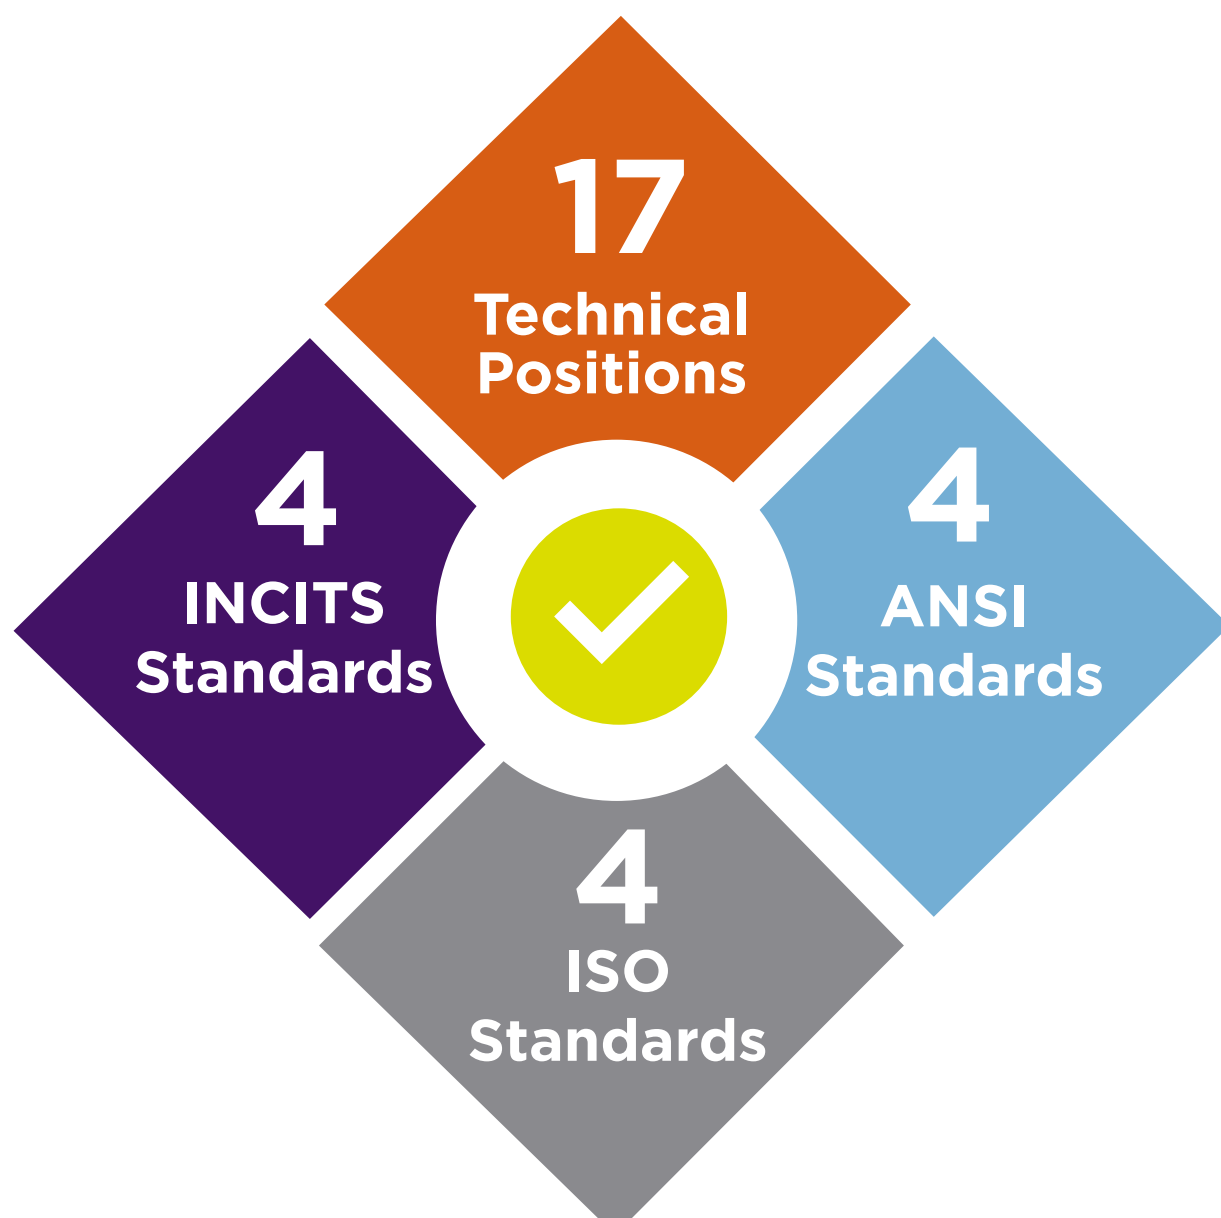 17
Technical
Positions
4
INCITS
Standards
4
ANSI
Standards
4
ISO
Standards